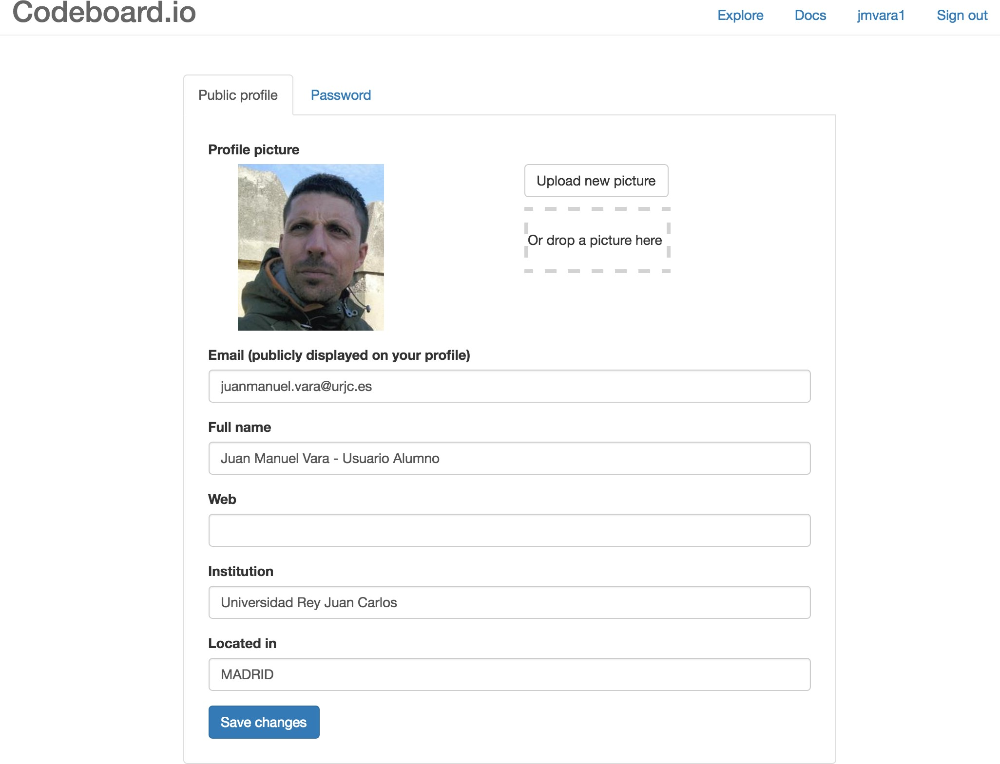 Codeboard.io
Explore Docs jmvara1 Sign out
Public profile Password
Profile picture
Upload new picture
Or drop a picture here
Email (publicly displayed on your profile)
juanmanuel.vara@urjc.es
Full name
Juan Manuel Vara - Usuario Alumno
Web
Institution
Universidad Rey Juan Carlos
Located in
MADRID
Save changes